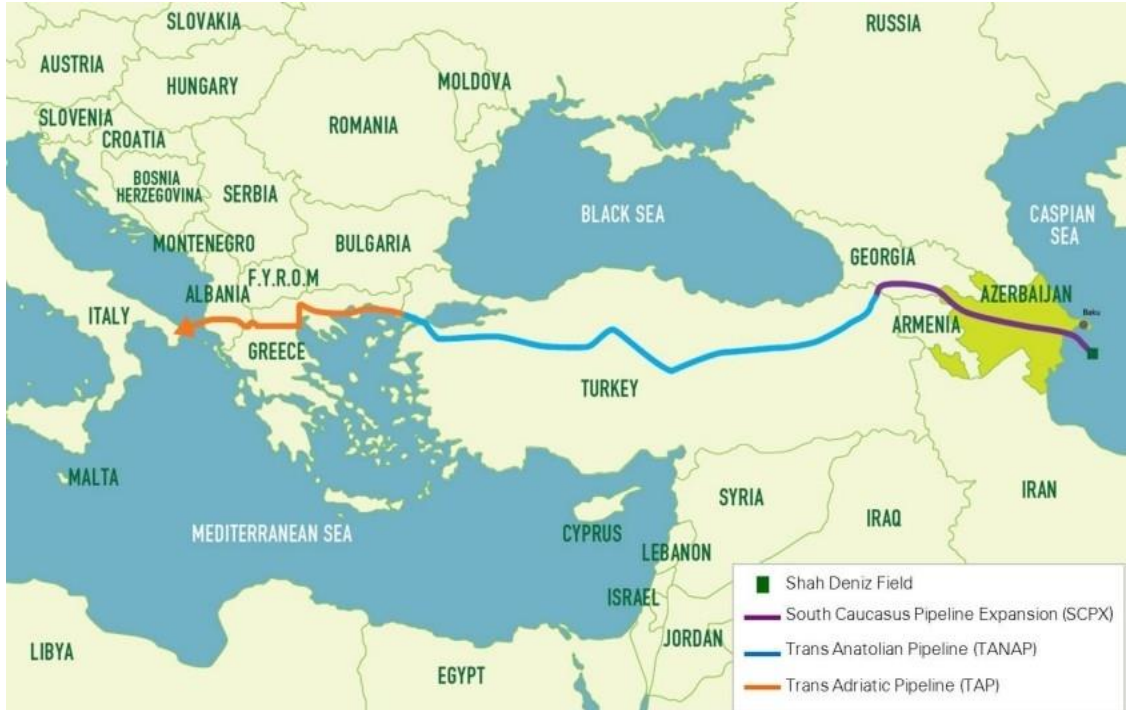 SLOVAKIA
RUSSIA
AUSTRIA
HUNGARY
MOLDOVA
SLOVENIA
CROATIA
ROMANIA
BOSNIA
HERZEGOVINA
SERBIA
BLACK SEA
CASPIAN
SEA
MONTENEGRO
BULGARIA
GEORGIA
F.Y.R.O.M
ALBANIA
AZERBAIJAN
ITALY
Baku
ARMENIA
GREECE
TURKEY
MALTA
SYRIA
IRAN
MEDITERRANEAN SEA
CYPRUS
IRAQ
LEBANON
ISRAEL
JORDAN
LIBYA
EGYPT
Shah Deniz Field
South Caucasus Pipeline Expansion (SCPX)
Trans Anatolian Pipeline (TANAP)
Trans Adriatic Pipeline (TAP)